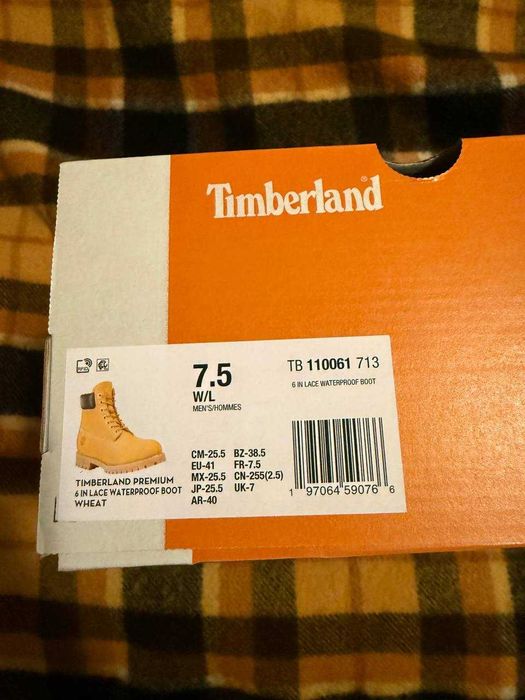 Timberland®
7.5
W/L
MEN'S/HOMMES
TB 110061 713
6 IN LACE WATERPROOF BOOT
CM-25.5 BZ-38.5
EU-41 FR-7.5
MX-25.5 CN-255(2.5)
JP-25.5 UK-7
AR-40
TIMBERLAND PREMIUM
6 IN LACE WATERPROOF BOOT
WHEAT
1 97064 59076 6